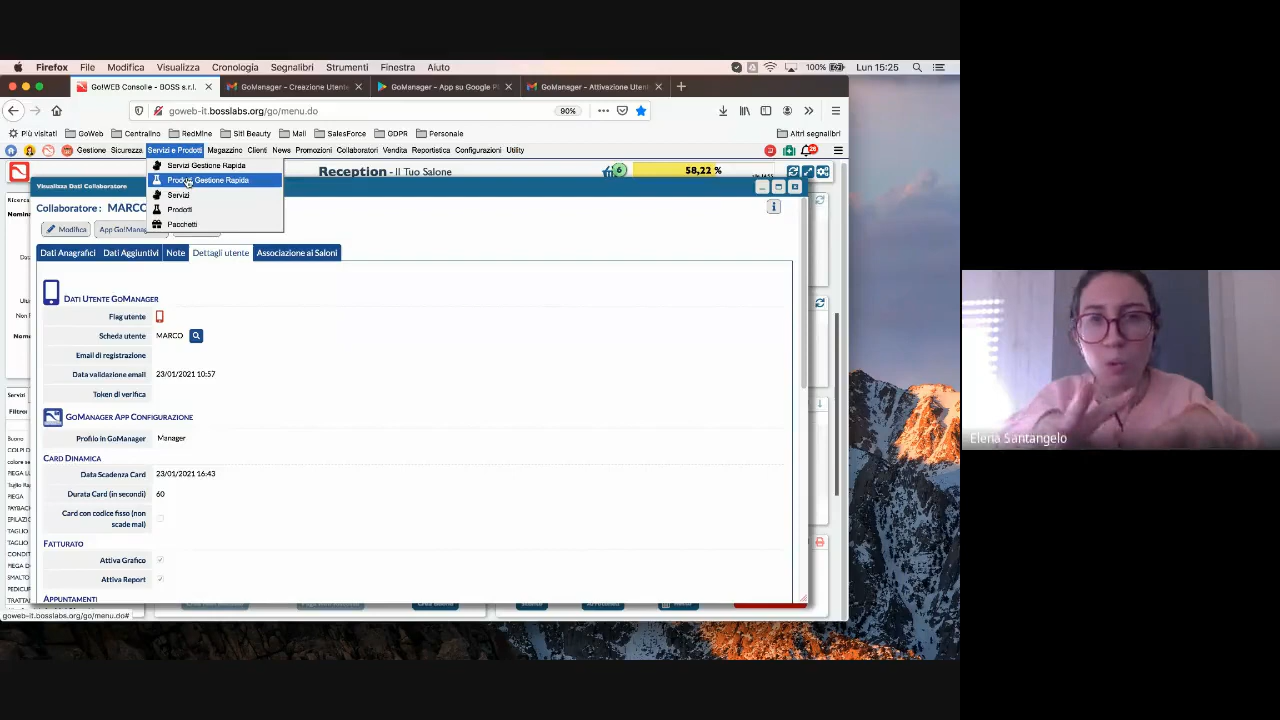 Firefox File Modifica Visualizza Cronologia Segnalibri Strumenti Finestra Aiuto 100% Lun 15:25
Go!WEB Consolle - BOSS s.r.l. GoManager - Creazione Utente GoManager - App su Google P GoManager - Attivazione Utent
goweb-it.bosslabs.org/go/menu.do 90%
Più visitati GoWeb Centralino RedMine Siti Beauty Mail SalesForce GDPR Personale Altri segnalibri
Gestione Sicurezza Servizi e Prodotti Magazzino Clienti News Promozioni Collaboratori Vendita Reportistica Configurazioni Utility
Servizi Gestione Rapida
Prodotti Gestione Rapida
Servizi
Prodotti
Pacchetti
Reception - Il Tuo Salone 6 58,22 %
Visualizza Dati Collaboratore
Collaboratore : MARCO
Modifica App Go!Mana
Dati Anagrafici Dati Aggiuntivi Note Dettagli utente Associazione ai Saloni
Dati Utente GoManager
Flag utente
Scheda utente MARCO
Email di registrazione
Data validazione email 23/01/2021 10:57
Token di verifica
GoManager App Configurazione
Profilo in GoManager Manager
Card Dinamica
Data Scadenza Card 23/01/2021 16:43
Durata Card (in secondi) 60
Card con codice fisso (non
scade mai)
Fatturato
Attiva Grafico
Attiva Report
Appuntamenti
goweb-it.bosslabs.org/go/menu.do#
Elena Santangelo